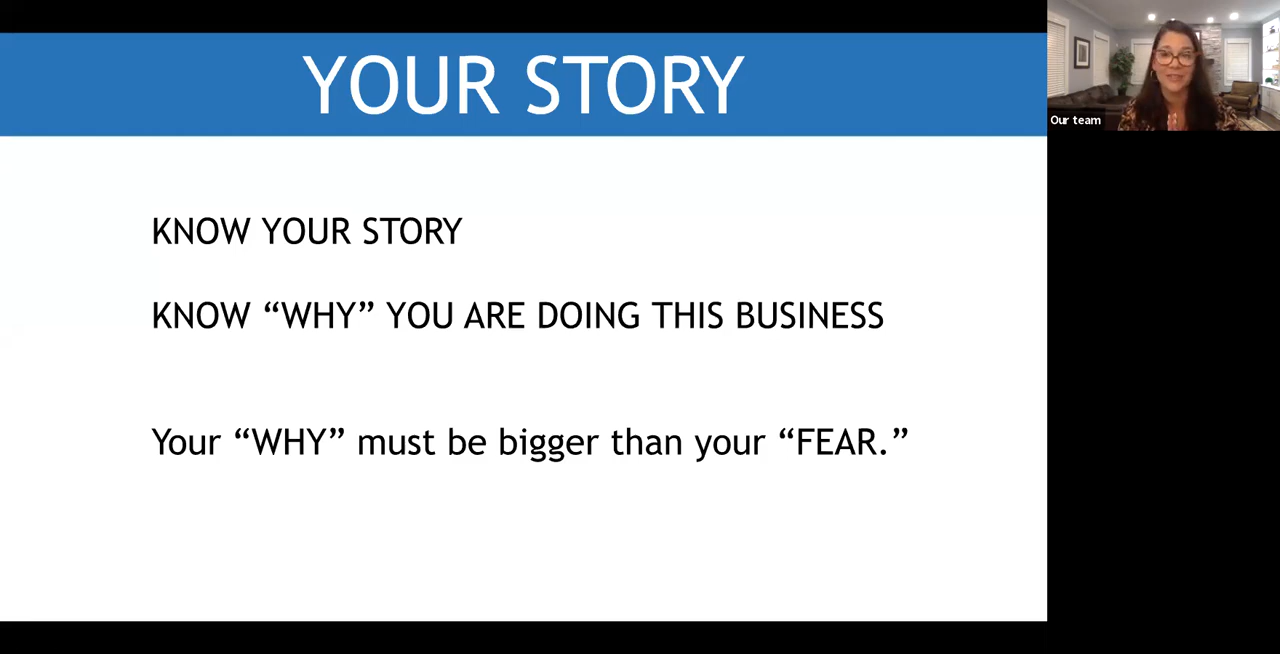 YOUR STORY
KNOW YOUR STORY
KNOW “WHY” YOU ARE DOING THIS BUSINESS
Your “WHY” must be bigger than your “FEAR.”
Our team